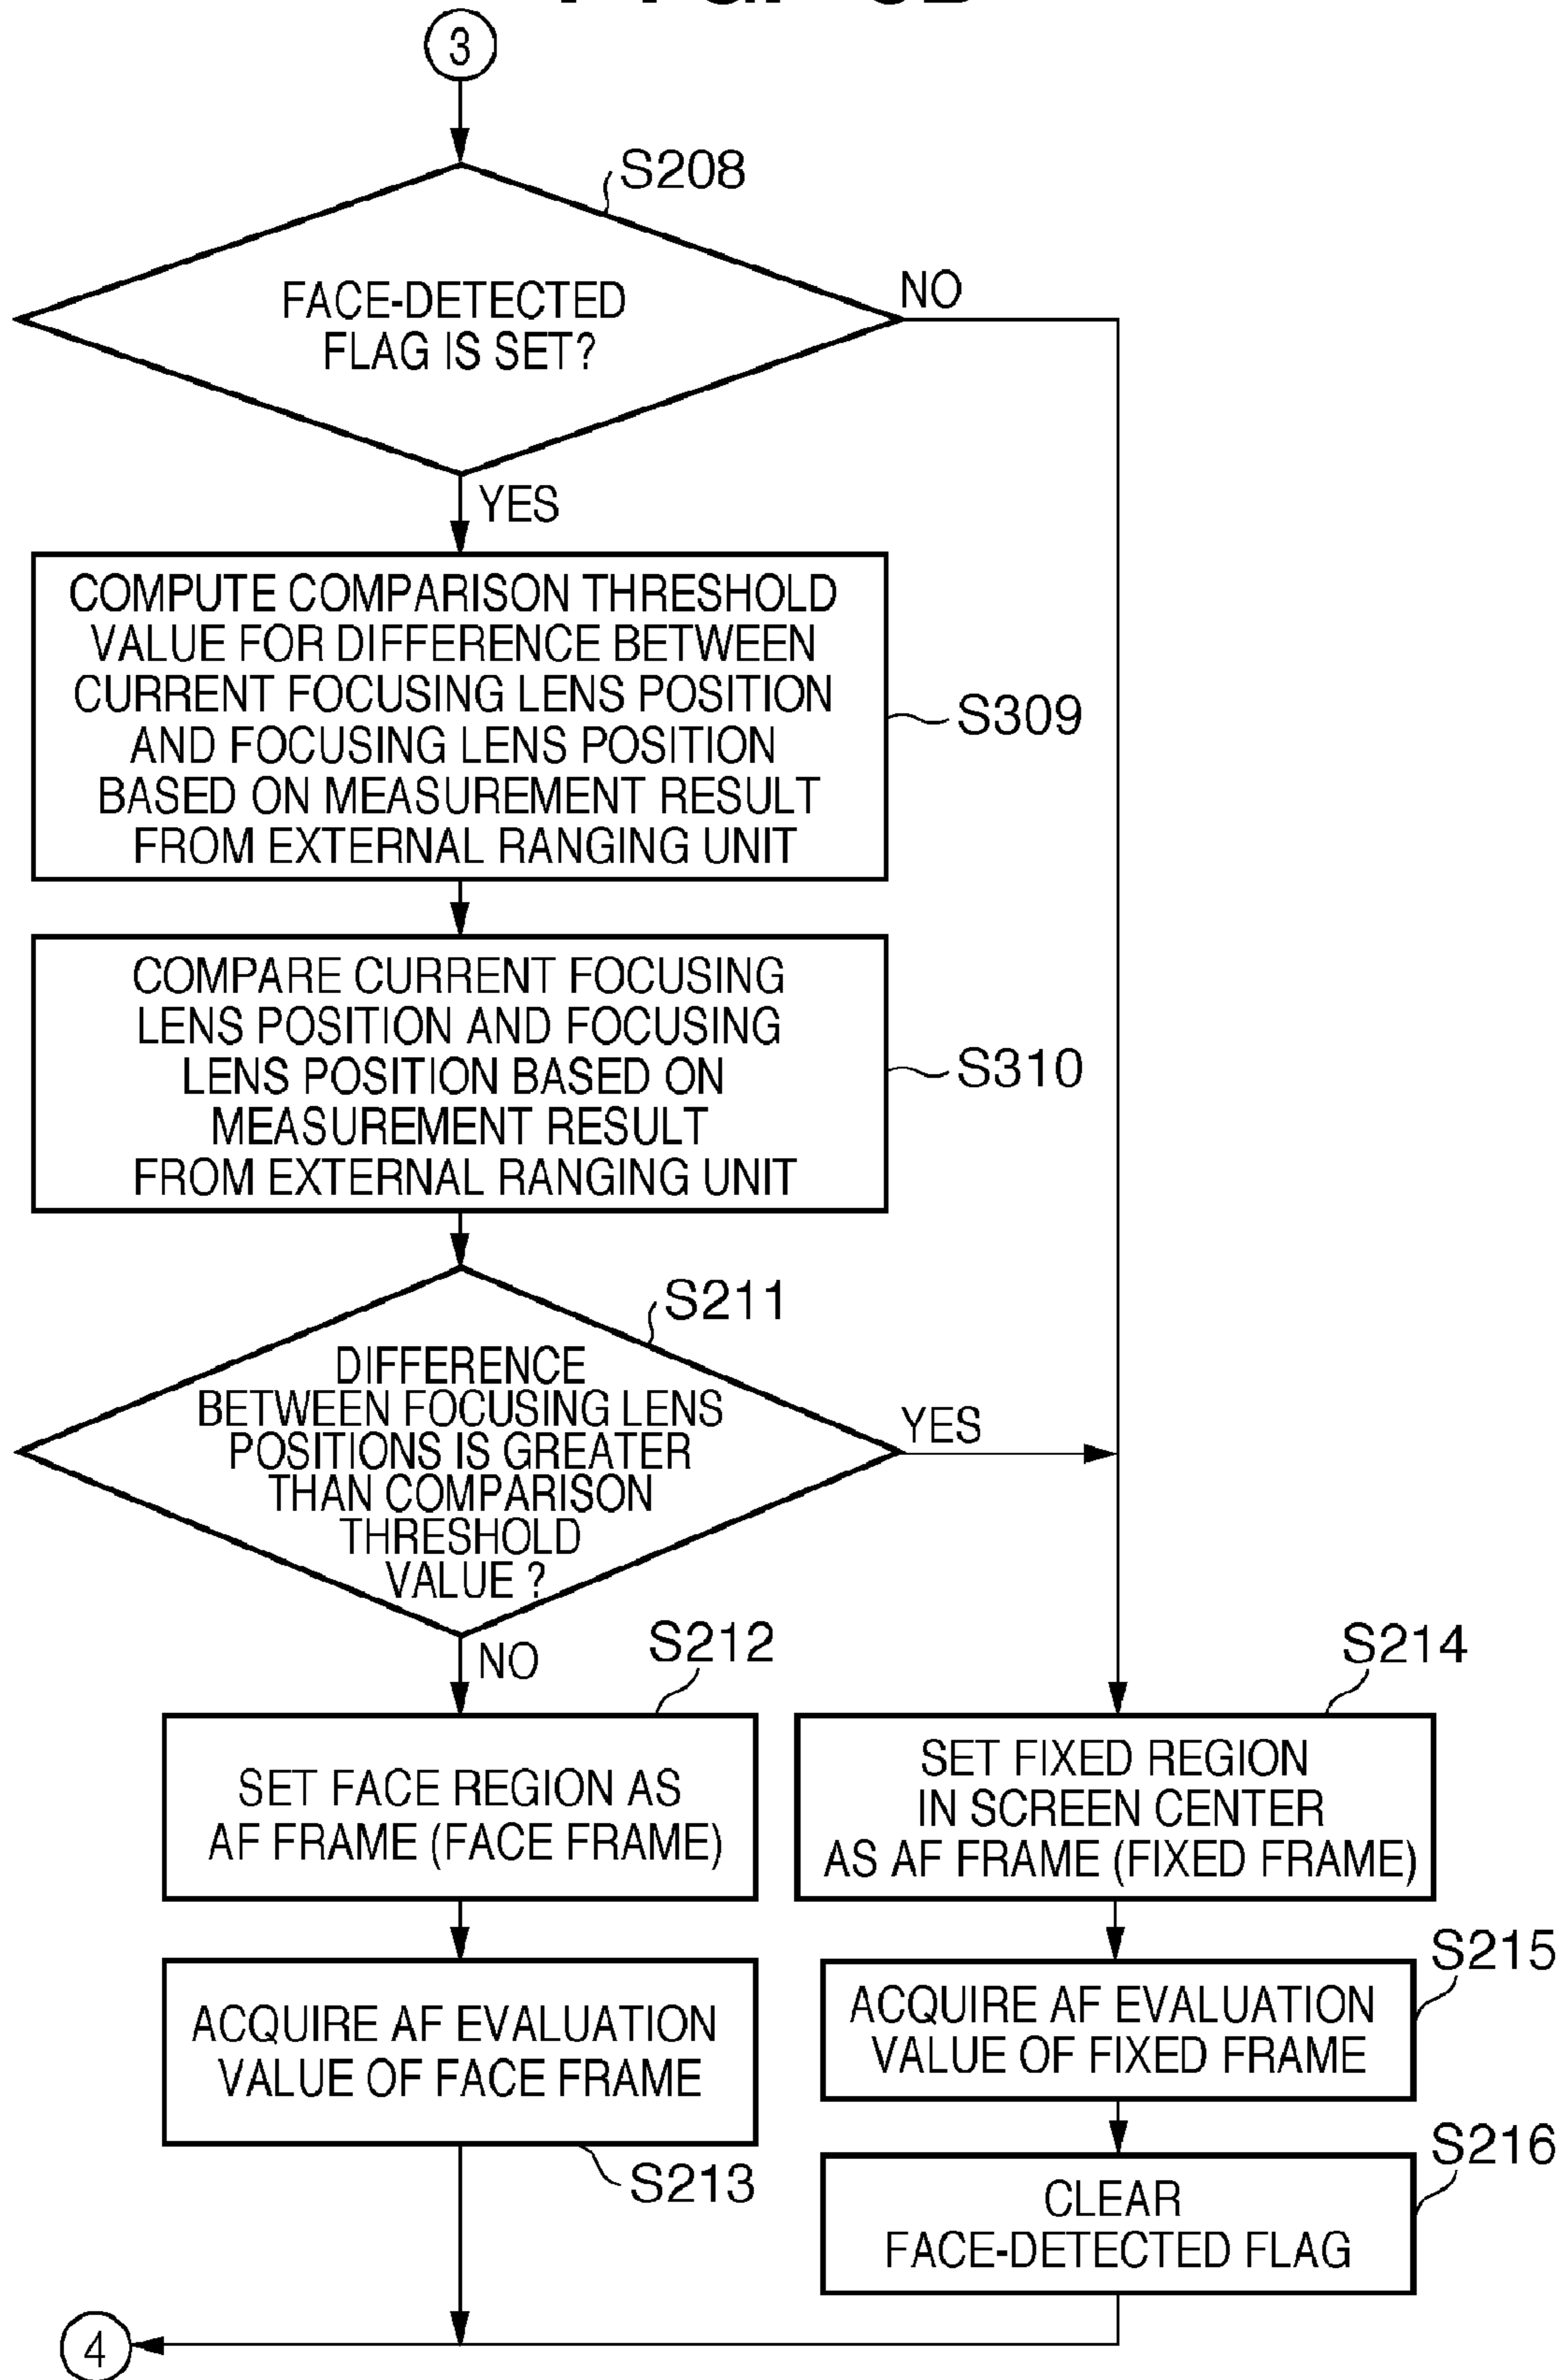 3
S208
FACE-DETECTED
FLAG IS SET?
NO
YES
COMPUTE COMPARISON THRESHOLD
VALUE FOR DIFFERENCE BETWEEN
CURRENT FOCUSING LENS POSITION
AND FOCUSING LENS POSITION
BASED ON MEASUREMENT RESULT
FROM EXTERNAL RANGING UNIT
S309
COMPARE CURRENT FOCUSING
LENS POSITION AND FOCUSING
LENS POSITION BASED ON
MEASUREMENT RESULT
FROM EXTERNAL RANGING UNIT
S310
S211
DIFFERENCE
BETWEEN FOCUSING LENS
POSITIONS IS GREATER
THAN COMPARISON
THRESHOLD
VALUE ?
YES
NO
S212
SET FACE REGION AS
AF FRAME (FACE FRAME)
S214
SET FIXED REGION
IN SCREEN CENTER
AS AF FRAME (FIXED FRAME)
ACQUIRE AF EVALUATION
VALUE OF FACE FRAME
S213
S215
ACQUIRE AF EVALUATION
VALUE OF FIXED FRAME
S216
CLEAR
FACE-DETECTED FLAG
4